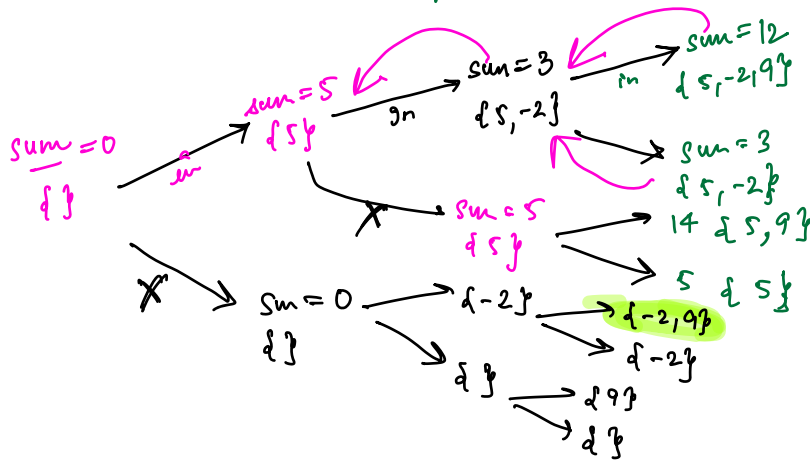 sum = 12
{ 5, -2, 9 }
in
sum = 3
{ 5, -2 }
in
sum = 5
{ 5 }
in
sum = 0
{ }
sum = 3
{ 5, -2 }
X
sum = 5
{ 5 }
14 { 5, 9 }
5 { 5 }
X
sum = 0
{ }
{ -2 }
{ -2, 9 }
{ -2 }
{ }
{ 9 }
{ }